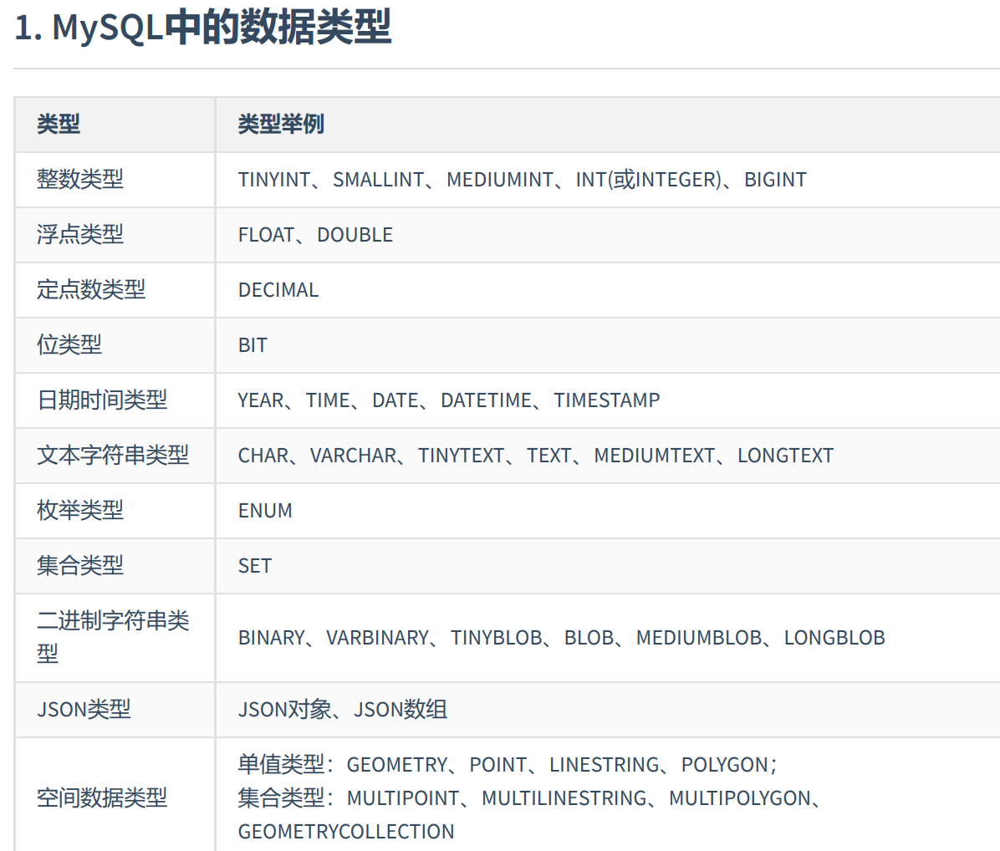 1. MySQL中的数据类型
类型 类型举例
整数类型 TINYINT、SMALLINT、MEDIUMINT、INT(或INTEGER)、BIGINT
浮点类型 FLOAT、DOUBLE
定点数类型 DECIMAL
位类型 BIT
日期时间类型 YEAR、TIME、DATE、DATETIME、TIMESTAMP
文本字符串类型 CHAR、VARCHAR、TINYTEXT、TEXT、MEDIUMTEXT、LONGTEXT
枚举类型 ENUM
集合类型 SET
二进制字符串类
型
BINARY、VARBINARY、TINYBLOB、BLOB、MEDIUMBLOB、LONGBLOB
JSON类型 JSON对象、JSON数组
空间数据类型
单值类型：GEOMETRY、POINT、LINESTRING、POLYGON；
集合类型：MULTIPOINT、MULTILINESTRING、MULTIPOLYGON、
GEOMETRYCOLLECTION